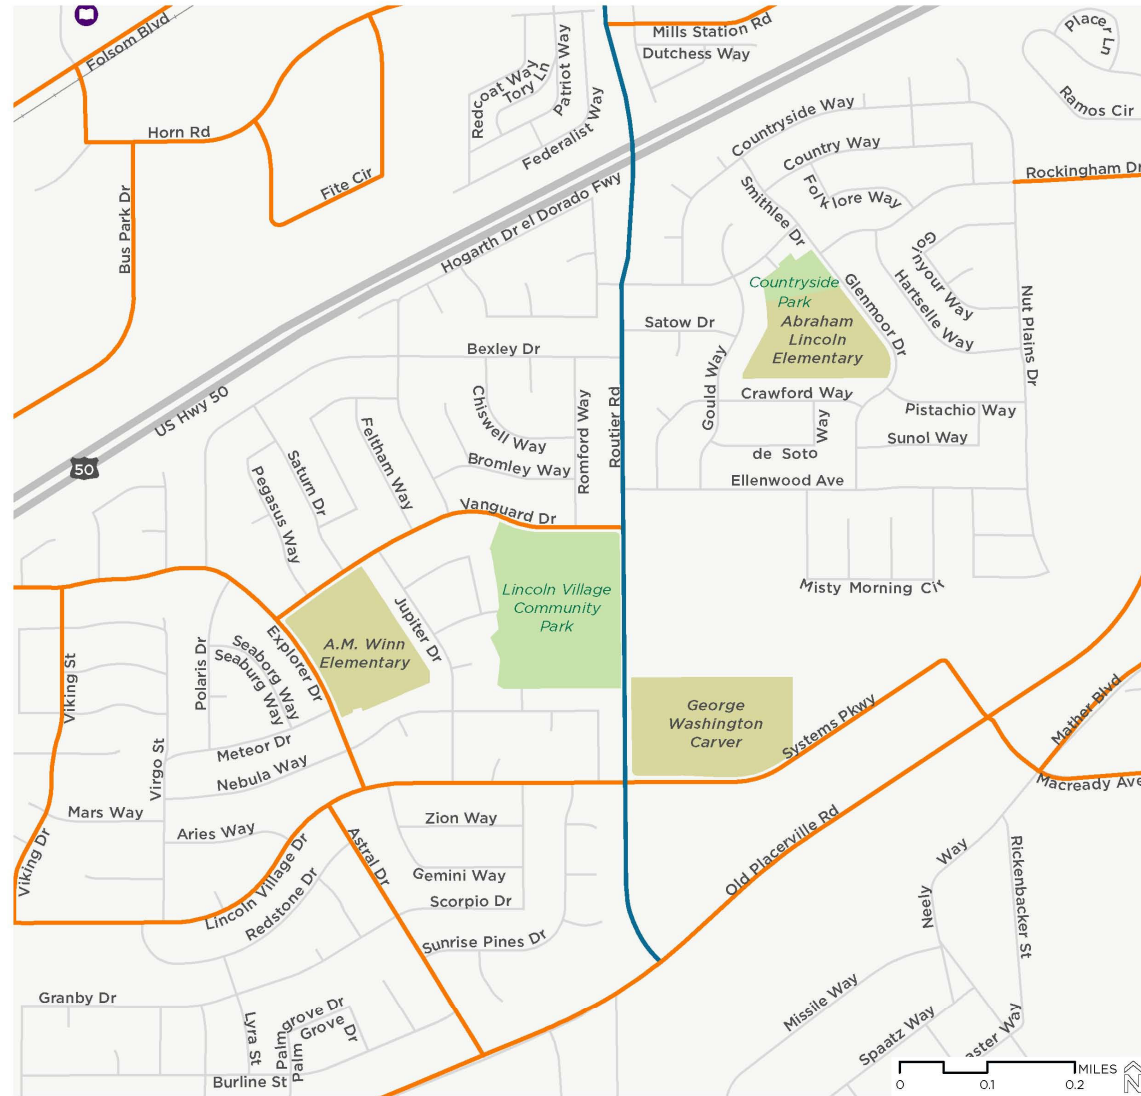 Folsom Blvd
Mills Station Rd
Dutchess Way
Placer Ln
Ramos Cir
Redcoat Way
Tory Ln
Patriot Way
Federalist Way
Horn Rd
Fite Cir
Bus Park Dr
Countryside Way
Country Way
Folklore Way
Rockingham Dr
Smithlee Dr
Hogarth Dr
el Dorado Fwy
Countryside
Park
Abraham
Lincoln
Elementary
Glenmoor Dr
Hartselle Way
Nut Plains Dr
Satow Dr
Bexley Dr
Gould Way
Crawford Way
Pistachio Way
Way
de Soto
Sunol Way
Ellenwood Ave
US Hwy 50
50
Chiswell Way
Bromley Way
Romford Way
Routier Rd
Feltham Way
Saturn Dr
Pegasus Way
Vanguard Dr
Lincoln Village
Community
Park
Misty Morning Cir
Jupiter Dr
A.M. Winn
Elementary
Explorer Dr
Seaborg Way
Seaburg Way
Polaris Dr
Viking St
George
Washington
Carver
Systems Pkwy
Mather Blvd
Macready Ave
Meteor Dr
Nebula Way
Virgo St
Mars Way
Aries Way
Viking Dr
Lincoln Village Dr
Redstone Dr
Astral Dr
Zion Way
Gemini Way
Scorpio Dr
Sunrise Pines Dr
Old Placerville Rd
Neely
Way
Rickenbacker St
Missile Way
Spaatz Way
aster Way
Granby Dr
Lyra St
Palmgrove Dr
Palm Grove Dr
Burline St
0
0.1
0.2
MILES
N